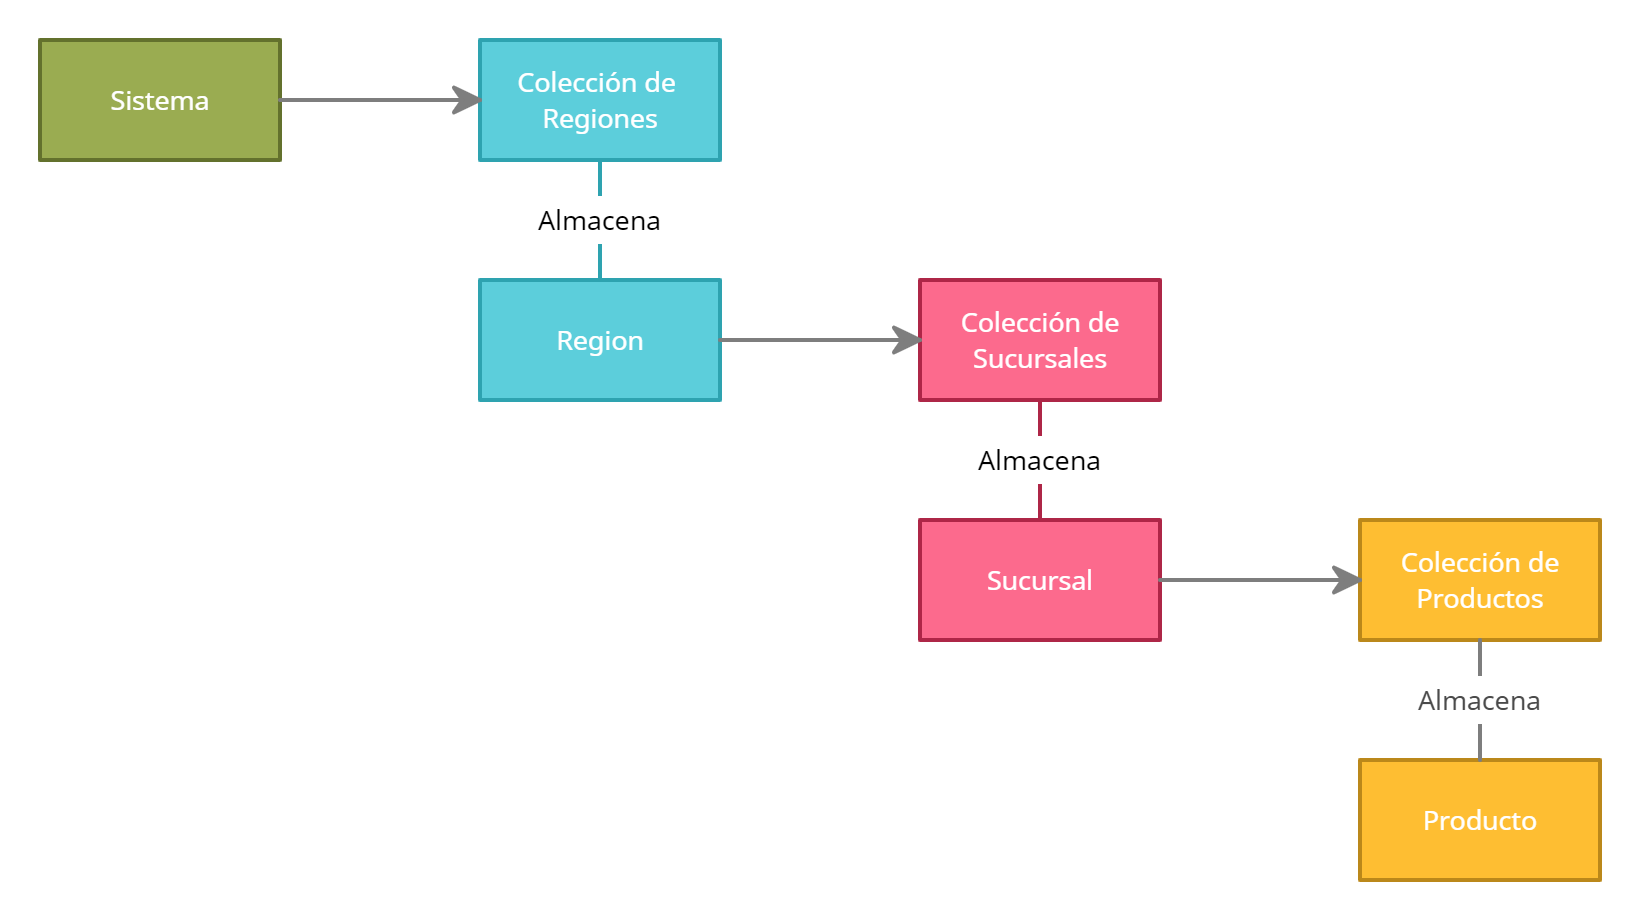 Sistema
Colección de
Regiones
Almacena
Region
Colección de
Sucursales
Almacena
Sucursal
Colección de
Productos
Almacena
Producto